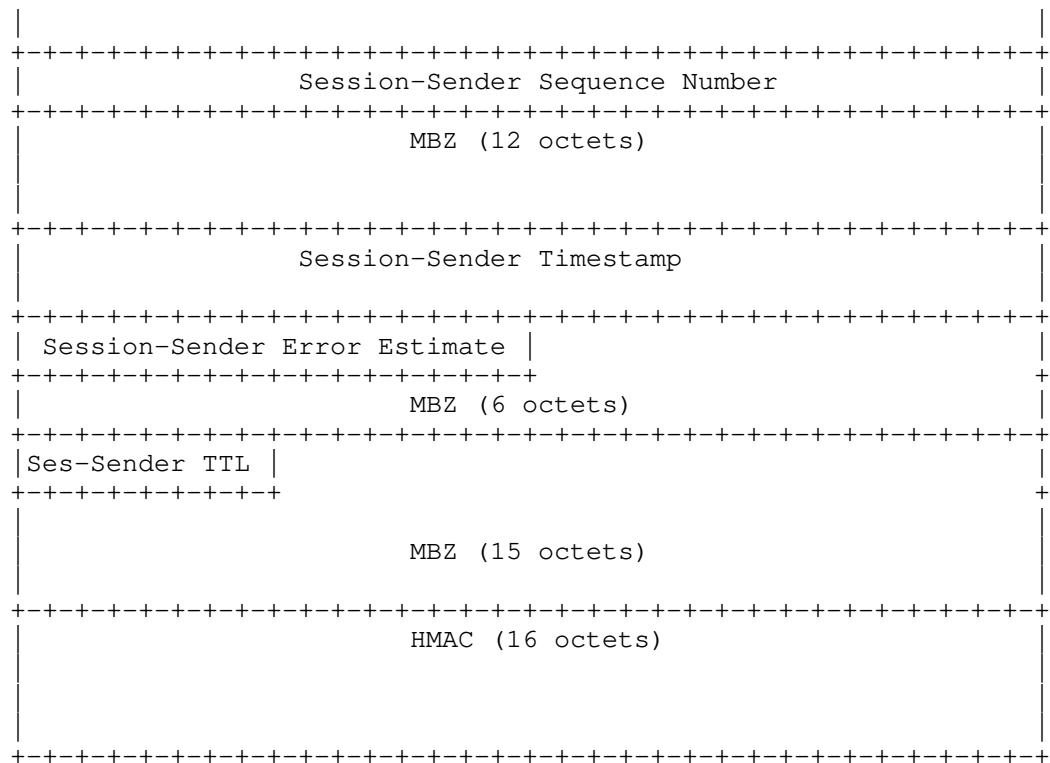 |                                                               |
+-+-+-+-+-+-+-+-+-+-+-+-+-+-+-+-+-+-+-+-+-+-+-+-+-+-+-+-+-+-+-+-+
|                  Session-Sender Sequence Number               |
+-+-+-+-+-+-+-+-+-+-+-+-+-+-+-+-+-+-+-+-+-+-+-+-+-+-+-+-+-+-+-+-+
|                        MBZ (12 octets)                        |
|                                                               |
|                                                               |
+-+-+-+-+-+-+-+-+-+-+-+-+-+-+-+-+-+-+-+-+-+-+-+-+-+-+-+-+-+-+-+-+
|                 Session-Sender Timestamp                      |
|                                                               |
+-+-+-+-+-+-+-+-+-+-+-+-+-+-+-+-+-+-+-+-+-+-+-+-+-+-+-+-+-+-+-+-+
| Session-Sender Error Estimate |                               |
+-+-+-+-+-+-+-+-+-+-+-+-+-+-+-+-+                               +
|                        MBZ (6 octets)                         |
+-+-+-+-+-+-+-+-+-+-+-+-+-+-+-+-+-+-+-+-+-+-+-+-+-+-+-+-+-+-+-+-+
|Ses-Sender TTL |                                               |
+-+-+-+-+-+-+-+-+                                               +
|                                                               |
|                        MBZ (15 octets)                        |
|                                                               |
+-+-+-+-+-+-+-+-+-+-+-+-+-+-+-+-+-+-+-+-+-+-+-+-+-+-+-+-+-+-+-+-+
|                        HMAC (16 octets)                       |
|                                                               |
|                                                               |
|                                                               |
+-+-+-+-+-+-+-+-+-+-+-+-+-+-+-+-+-+-+-+-+-+-+-+-+-+-+-+-+-+-+-+-+